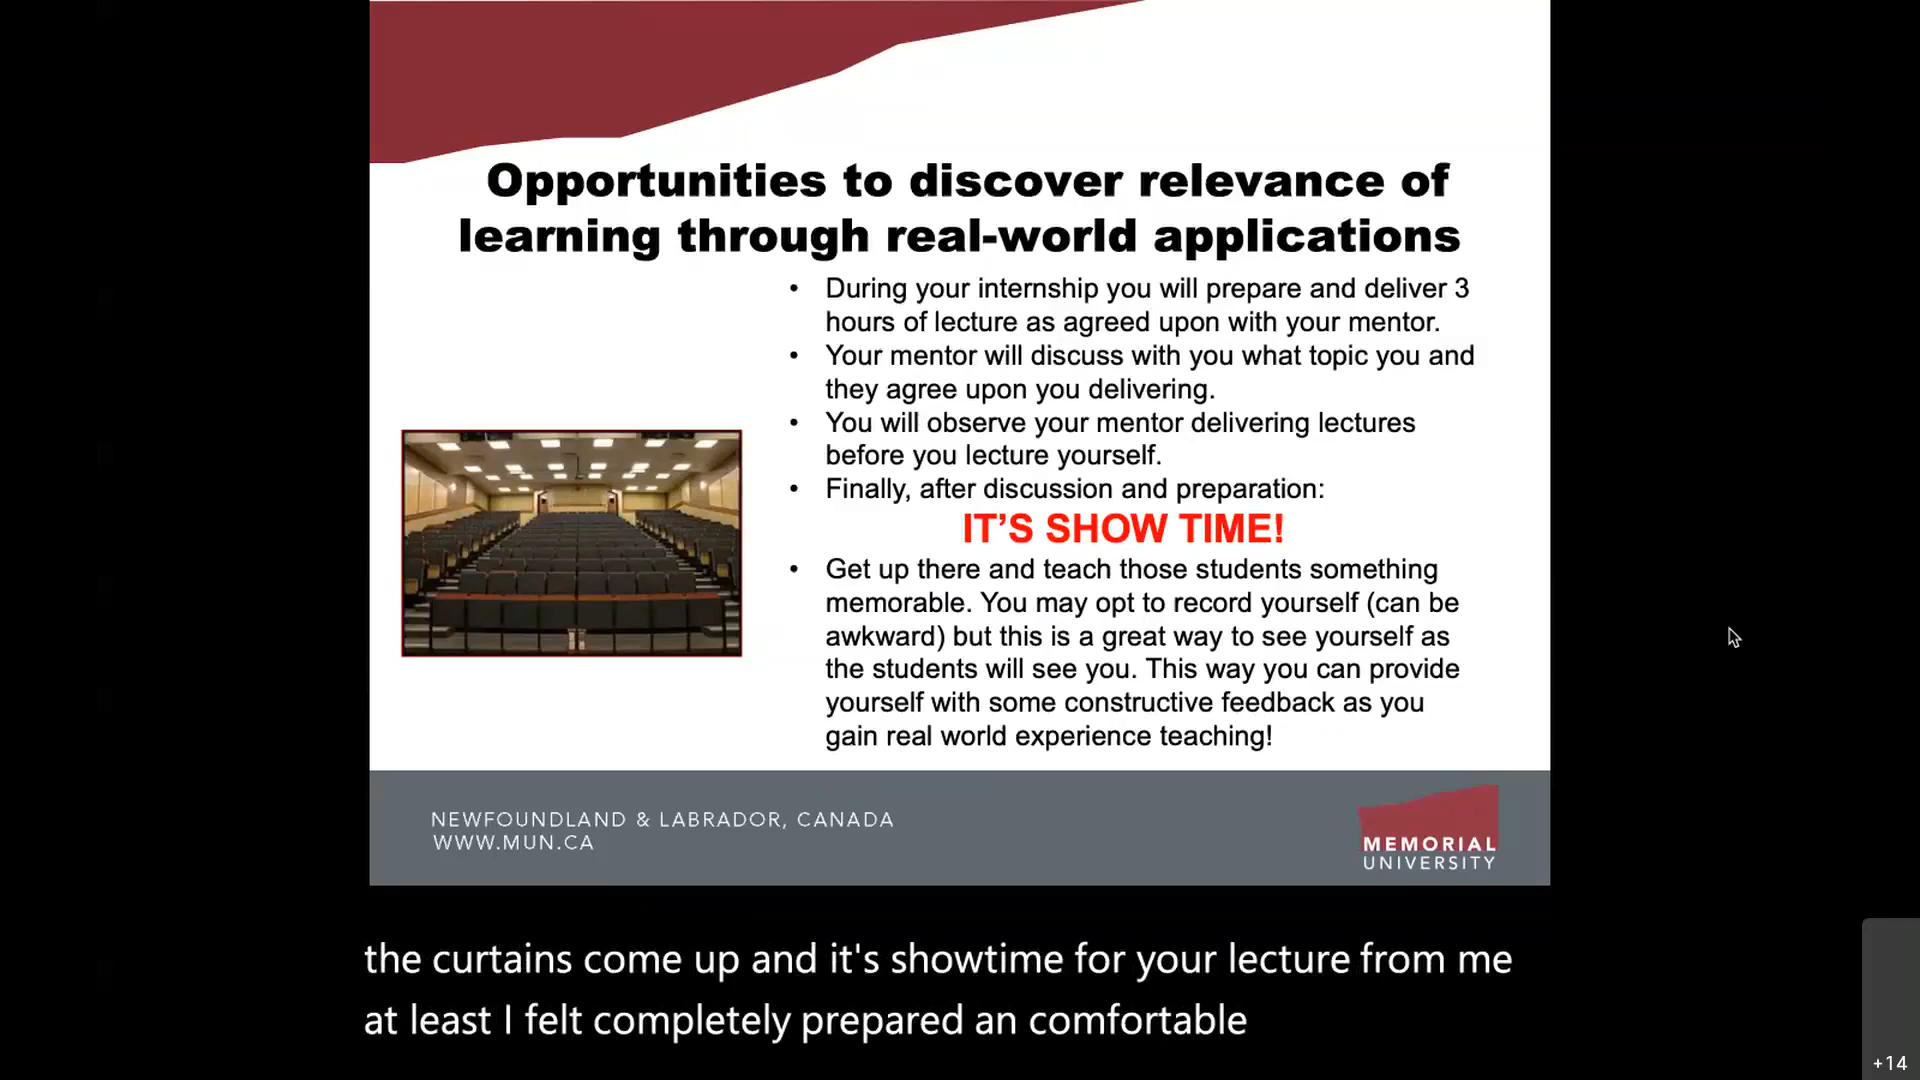 Opportunities to discover relevance of
learning through real-world applications
• During your internship you will prepare and deliver 3
hours of lecture as agreed upon with your mentor.
• Your mentor will discuss with you what topic you and
they agree upon you delivering.
• You will observe your mentor delivering lectures
before you lecture yourself.
• Finally, after discussion and preparation:
IT’S SHOW TIME!
• Get up there and teach those students something
memorable. You may opt to record yourself (can be
awkward) but this is a great way to see yourself as
the students will see you. This way you can provide
yourself with some constructive feedback as you
gain real world experience teaching!
NEWFOUNDLAND & LABRADOR, CANADA
WWW.MUN.CA
MEMORIAL
UNIVERSITY
the curtains come up and it's showtime for your lecture from me
at least I felt completely prepared an comfortable
+14